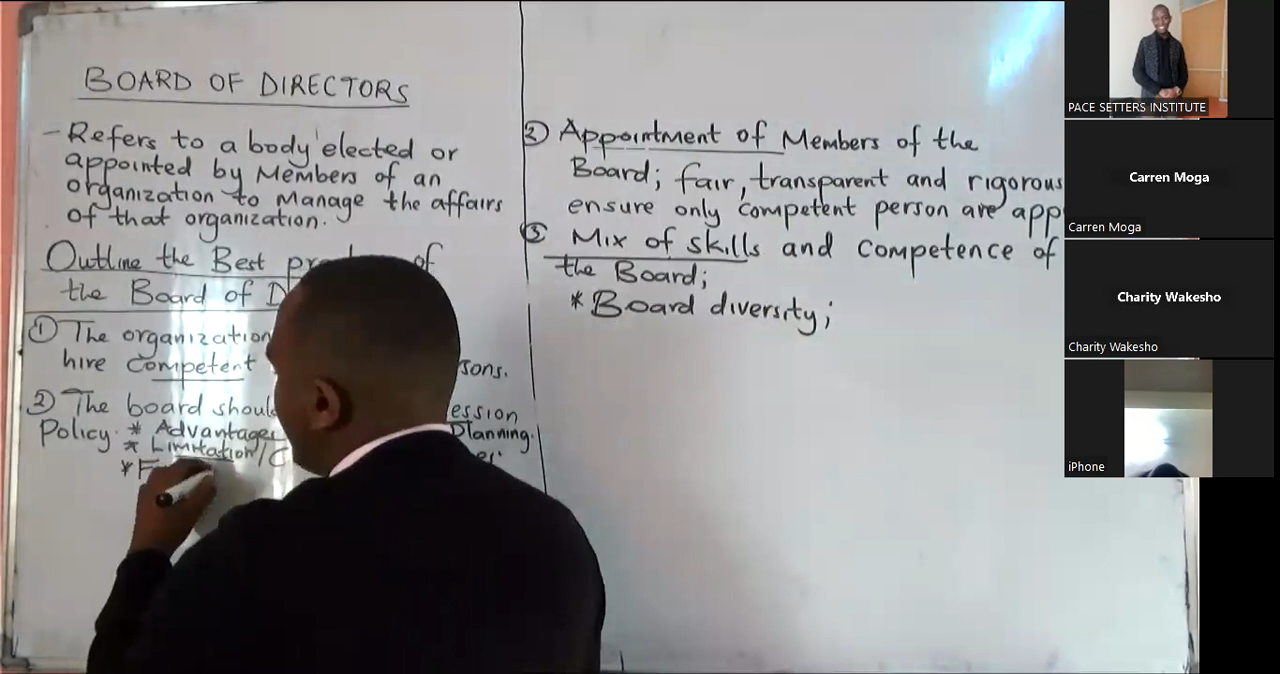 BOARD OF DIRECTORS
- Refers to a body elected or
appointed by Members of an
organization to Manage the affairs
of that organization.
Outline the Best of
the Board of D
① The organization
hire Competent sons.
② The board should ession
Policy. * Advantages Planning.
* Limitation/C
* F
Appointment of Members of the
Board; fair, transparent and rigorous
ensure only Competent person are app
Mix of skills and Competence of
the Board;
* Board diversity;
PACE SETTERS INSTITUTE
Carren Moga
Carren Moga
Charity Wakesho
Charity Wakesho
iPhone